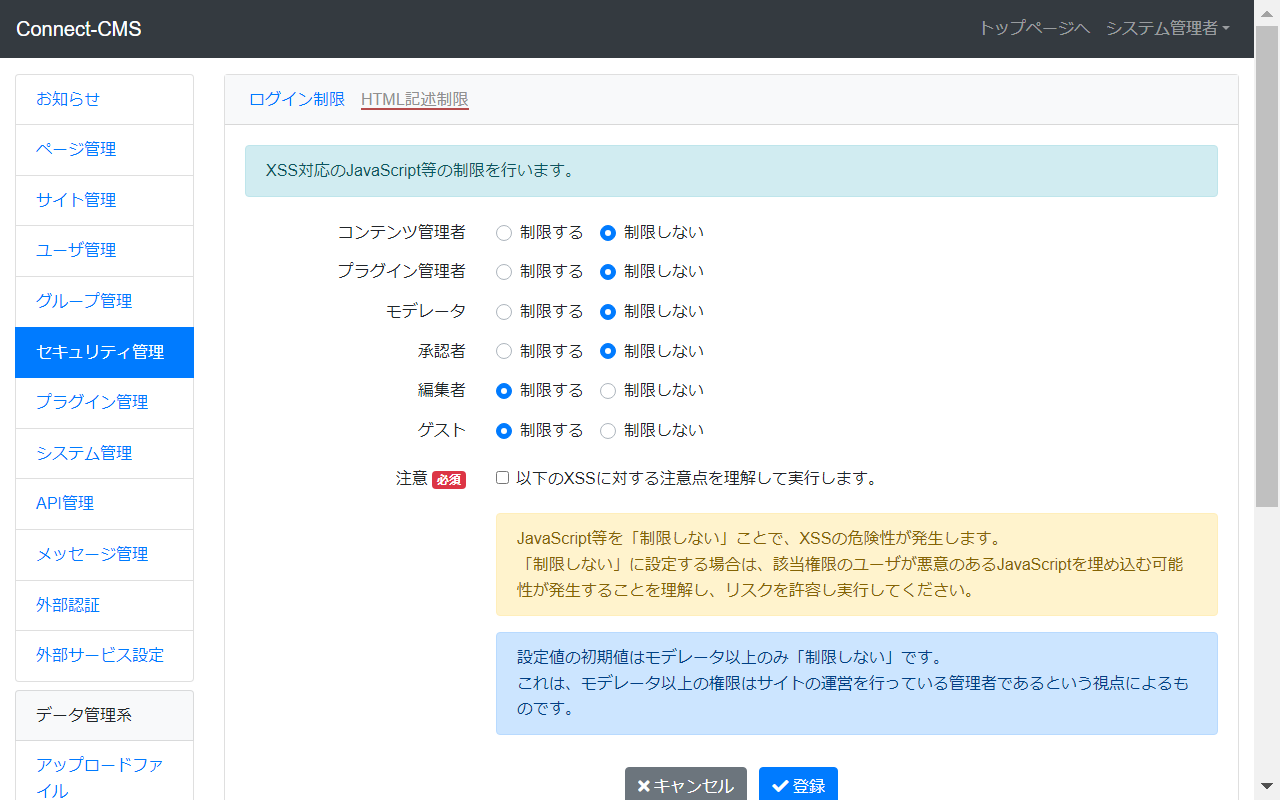 Connect-CMS
トップページへ システム管理者
お知らせ
ページ管理
サイト管理
ユーザ管理
グループ管理
セキュリティ管理
プラグイン管理
システム管理
API管理
メッセージ管理
外部認証
外部サービス設定
データ管理系
アップロードファ
イル
ログイン制限 HTML記述制限
XSS対応のJavaScript等の制限を行います。
コンテンツ管理者 制限する 制限しない
プラグイン管理者 制限する 制限しない
モデレータ 制限する 制限しない
承認者 制限する 制限しない
編集者 制限する 制限しない
ゲスト 制限する 制限しない
注意 必須 以下のXSSに対する注意点を理解して実行します。
JavaScript等を「制限しない」ことで、XSSの危険性が発生します。
「制限しない」に設定する場合は、該当権限のユーザが悪意のあるJavaScriptを埋め込む可能
性が発生することを理解し、リスクを許容し実行してください。
設定値の初期値はモデレータ以上のみ「制限しない」です。
これは、モデレータ以上の権限はサイトの運営を行っている管理者であるという視点によるも
のです。
キャンセル 登録